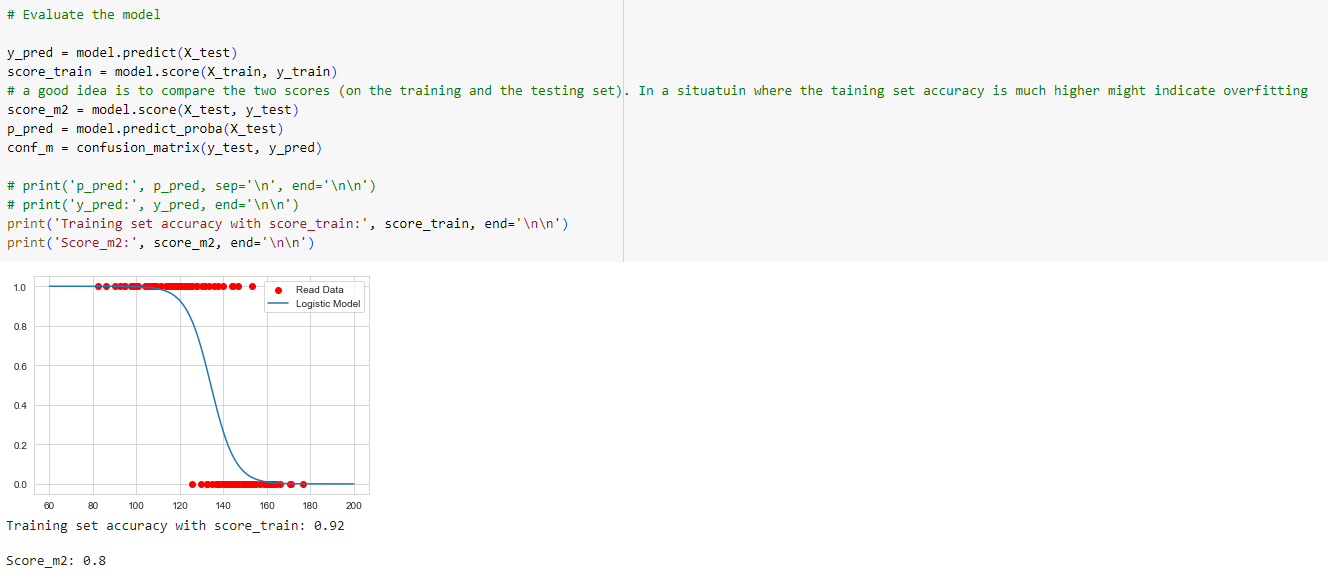 # Evaluate the model
y_pred = model.predict(X_test)
score_train = model.score(X_train, y_train)
# a good idea is to compare the two scores (on the training and the testing set). In a situatuin where the taining set accuracy is much higher might indicate overfitting
score_m2 = model.score(X_test, y_test)
p_pred = model.predict_proba(X_test)
conf_m = confusion_matrix(y_test, y_pred)
# print('p_pred:', p_pred, sep='\n', end='\n\n')
# print('y_pred:', y_pred, end='\n\n')
print('Training set accuracy with score_train:', score_train, end='\n\n')
print('Score_m2:', score_m2, end='\n\n')
Read Data
Logistic Model
1.0
0.8
0.6
0.4
0.2
0.0
60 80 100 120 140 160 180 200
Training set accuracy with score_train: 0.92
Score_m2: 0.8